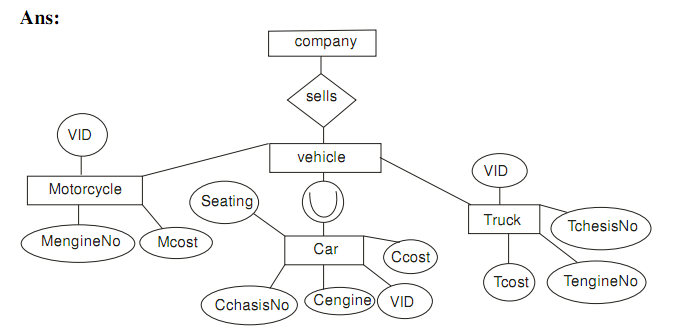 Ans:
company
sells
VID
vehicle
VID
Motorcycle
Seating
Truck
TchesisNo
MengineNo
Mcost
Car
Ccost
Tcost
TengineNo
CchasisNo
Cengine
VID